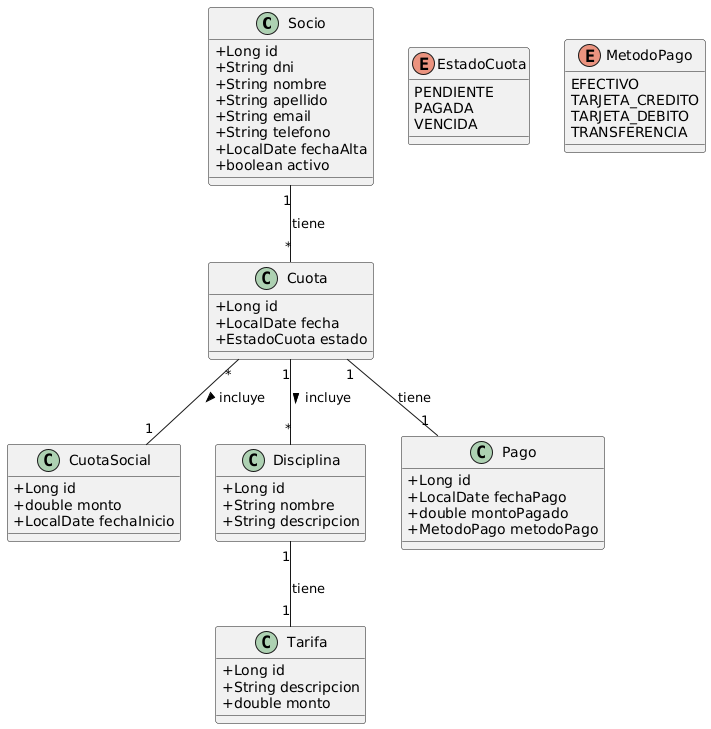 C Socio
+Long id
+String dni
+String nombre
+String apellido
+String email
+String telefono
+LocalDate fechaAlta
+boolean activo
E EstadoCuota
PENDIENTE
PAGADA
VENCIDA
E MetodoPago
EFECTIVO
TARJETA_CREDITO
TARJETA_DEBITO
TRANSFERENCIA
1
tiene
*
C Cuota
+Long id
+LocalDate fecha
+EstadoCuota estado
*
incluye
1
1
incluye
*
1
tiene
1
C CuotaSocial
+Long id
+double monto
+LocalDate fechaInicio
C Disciplina
+Long id
+String nombre
+String descripcion
C Pago
+Long id
+LocalDate fechaPago
+double montoPagado
+MetodoPago metodoPago
1
tiene
1
C Tarifa
+Long id
+String descripcion
+double monto